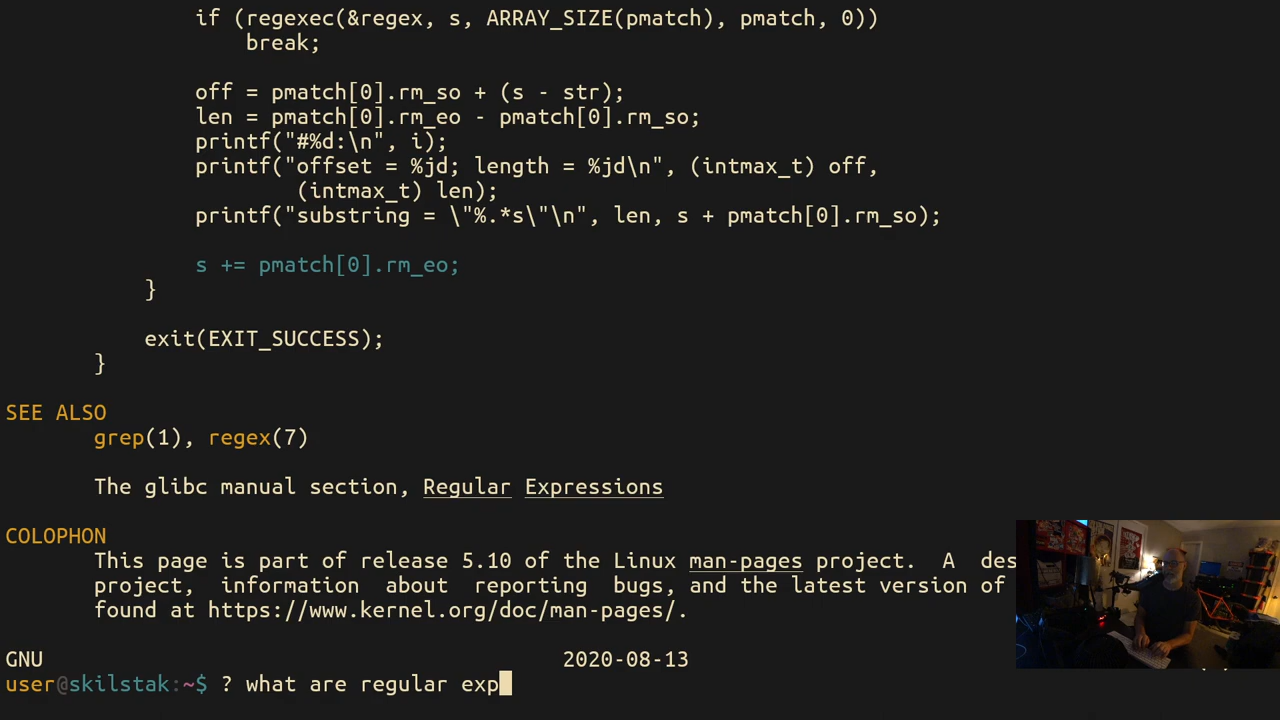 if (regexec(&regex, s, ARRAY_SIZE(pmatch), pmatch, 0))
break;
off = pmatch[0].rm_so + (s - str);
len = pmatch[0].rm_eo - pmatch[0].rm_so;
printf("#%d:\n", i);
printf("offset = %jd; length = %jd\n", (intmax_t) off,
(intmax_t) len);
printf("substring = \"%.*s\"\n", len, s + pmatch[0].rm_so);
s += pmatch[0].rm_eo;
}
exit(EXIT_SUCCESS);
}
SEE ALSO
grep(1), regex(7)
The glibc manual section, Regular Expressions
COLOPHON
This page is part of release 5.10 of the Linux man-pages project. A des
project, information about reporting bugs, and the latest version of
found at https://www.kernel.org/doc/man-pages/.
GNU 2020-08-13
user@skilstak:~$ ? what are regular exp